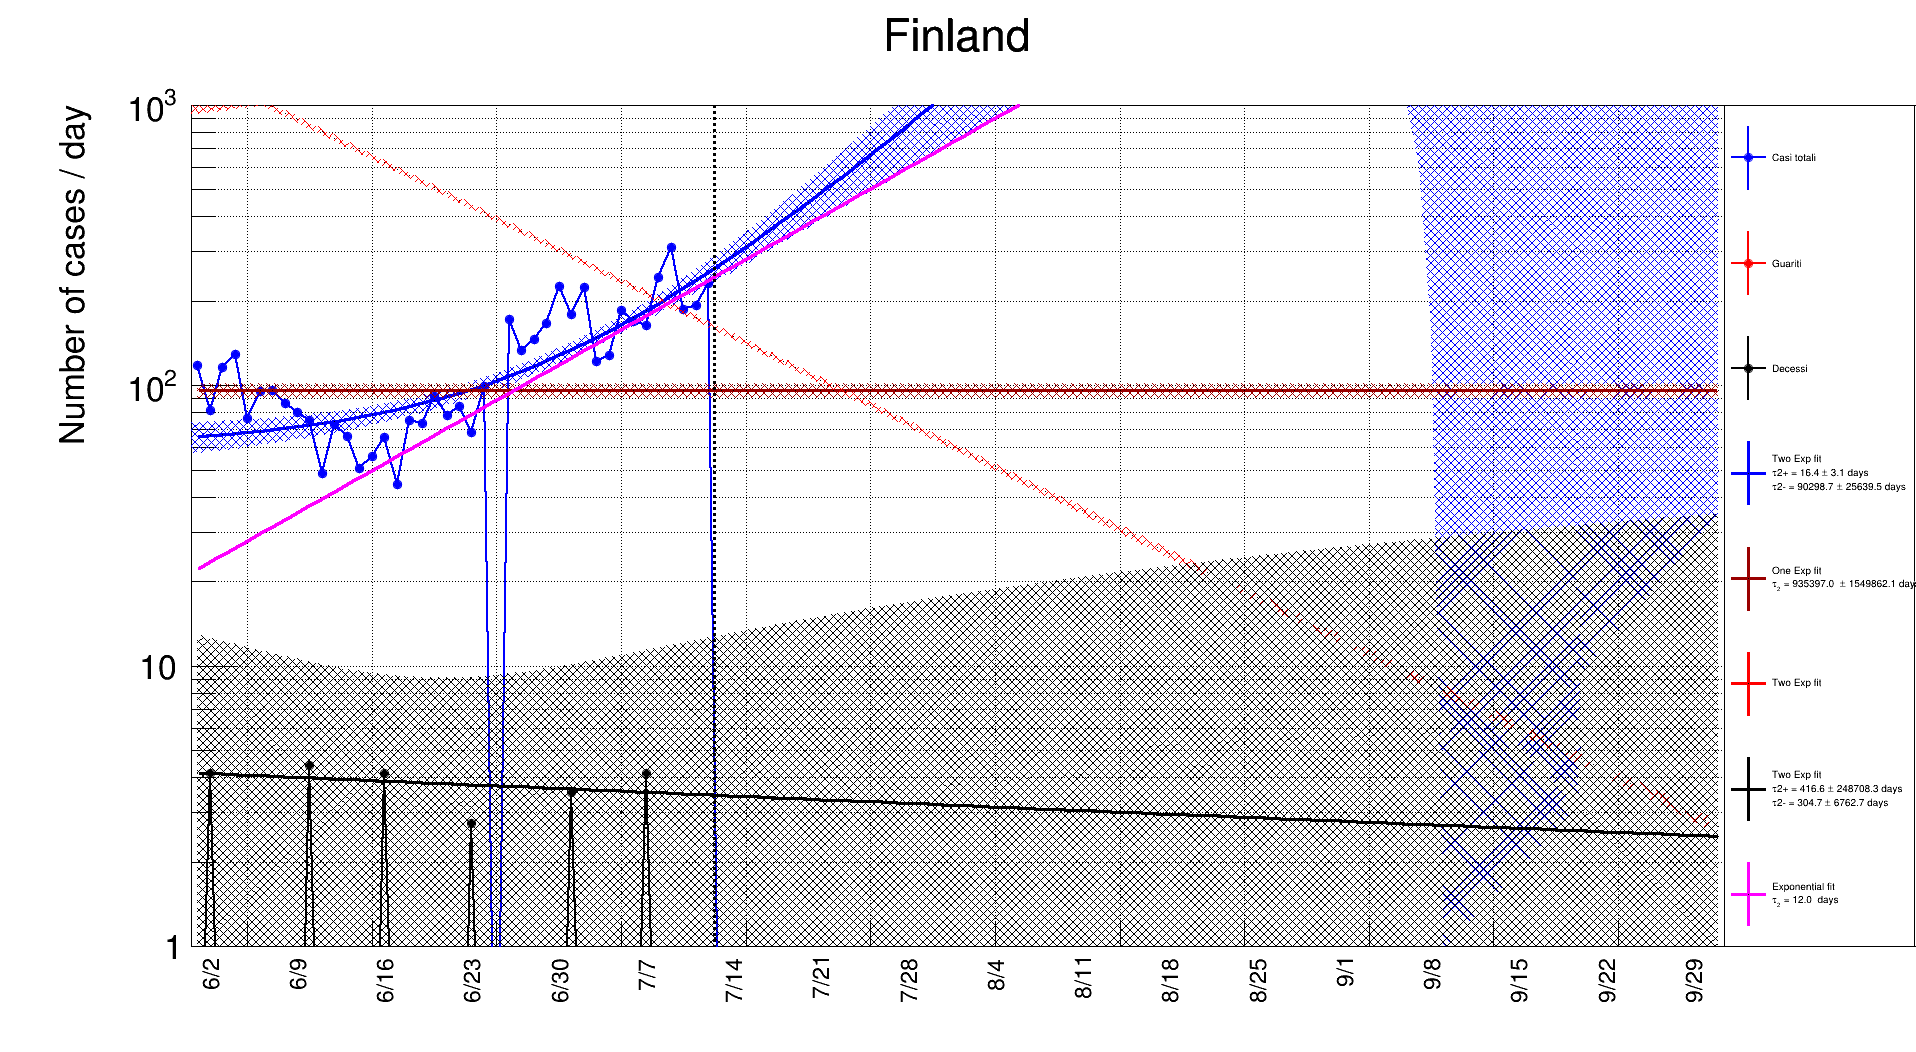 Finland
Number of cases / day
10³
10²
10
1
6/2
6/9
6/16
6/23
6/30
7/7
7/14
7/21
7/28
8/4
8/11
8/18
8/25
9/1
9/8
9/15
9/22
9/29
Casi totali
Guariti
Decessi
Two Exp fit
τ2+ = 16.4 ± 3.1 days
τ2- = 90298.7 ± 25639.5 days
One Exp fit
τ₂ = 935397.0 ± 1549862.1 day
Two Exp fit
Two Exp fit
τ2+ = 416.6 ± 248708.3 days
τ2- = 304.7 ± 6762.7 days
Exponential fit
τ₂ = 12.0 days